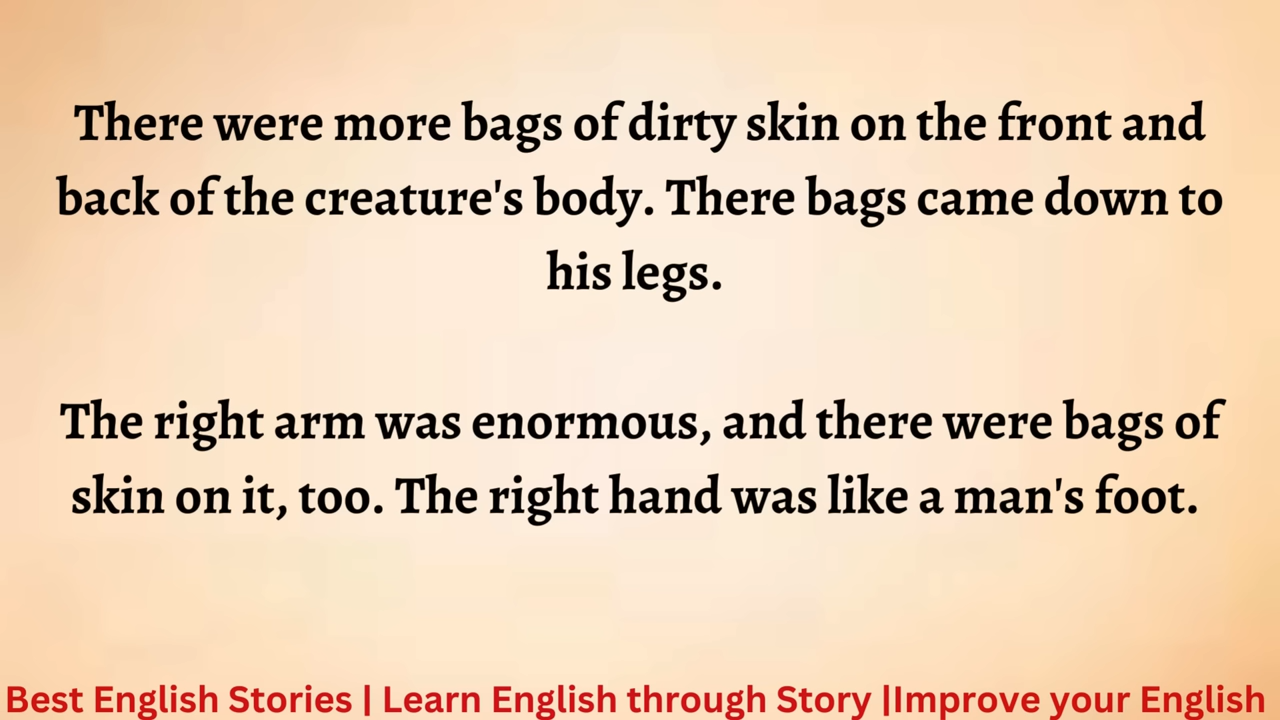 There were more bags of dirty skin on the front and
back of the creature's body. There bags came down to
his legs.
The right arm was enormous, and there were bags of
skin on it, too. The right hand was like a man's foot.
Best English Stories | Learn English through Story |Improve your English